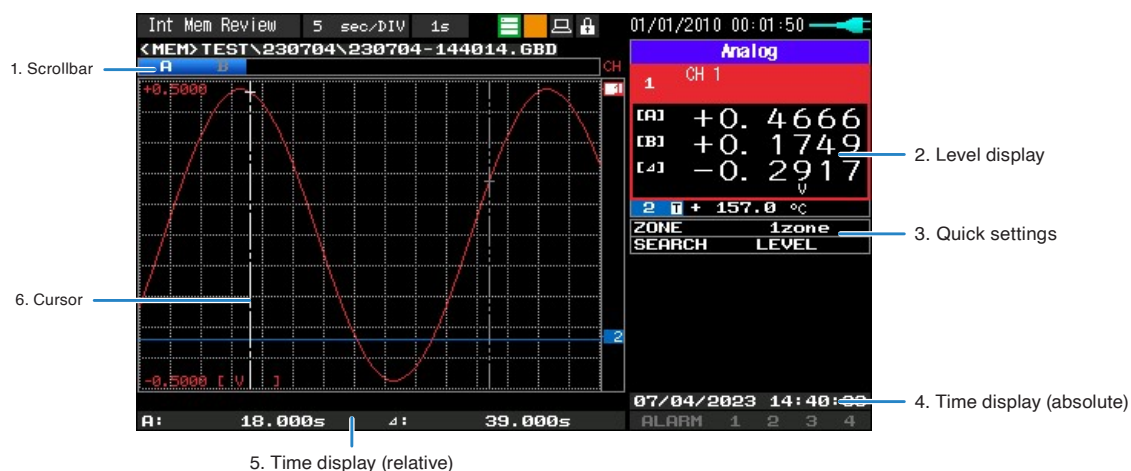 Int Mem Review 5 sec/DIV 1s 01/01/2010 00:01:50
<MEM>TEST\230704\230704-144014.GBD
Analog
1. Scrollbar
A B
CH
1 CH 1
+0.5000
1
[A] +0.4666
[B] +0.1749
[⊿] -0.2917
V
2. Level display
2 T + 157.0 °C
ZONE 1zone
SEARCH LEVEL
3. Quick settings
6. Cursor
2
-0.5000 [ V ]
07/04/2023 14:40:
4. Time display (absolute)
A: 18.000s ⊿: 39.000s
ALARM 1 2 3 4
5. Time display (relative)